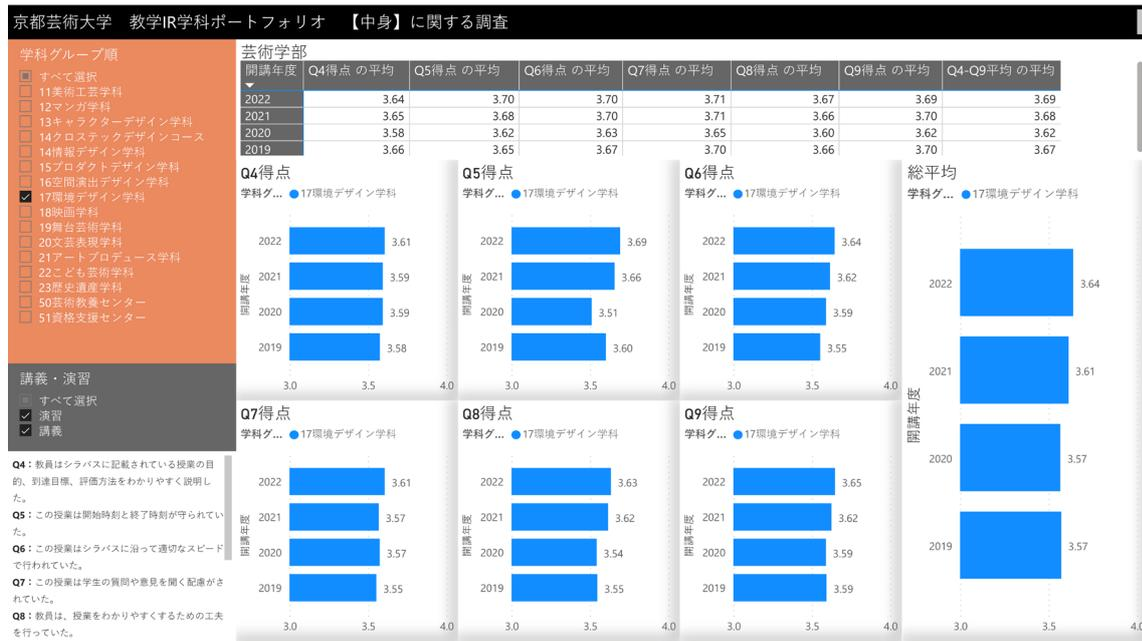 京都芸術大学 教学IR学科ポートフォリオ 【中身】に関する調査
学科グループ順
すべて選択
11美術工芸学科
12マンガ学科
13キャラクターデザイン学科
14クロステックデザインコース
14情報デザイン学科
15プロダクトデザイン学科
16空間演出デザイン学科
17環境デザイン学科
18映画学科
19舞台芸術学科
20文芸表現学科
21アートプロデュース学科
22こども芸術学科
23歴史遺産学科
50芸術教養センター
51資格支援センター
講義・演習
すべて選択
演習
講義
Q4：教員はシラバスに記載されている授業の目
的、到達目標、評価方法をわかりやすく説明し
た。
Q5：この授業は開始時刻と終了時刻が守られてい
た。
Q6：この授業はシラバスに沿って適切なスピード
で行われていた。
Q7：この授業は学生の質問や意見を聞く配慮がさ
れていた。
Q8：教員は、授業をわかりやすくするための工夫
を行っていた。
芸術学部
開講年度 Q4得点 の平均 Q5得点 の平均 Q6得点 の平均 Q7得点 の平均 Q8得点 の平均 Q9得点 の平均 Q4-Q9平均 の平均
2022 3.64 3.70 3.70 3.71 3.67 3.69 3.69
2021 3.65 3.68 3.70 3.71 3.66 3.70 3.68
2020 3.58 3.62 3.63 3.65 3.60 3.62 3.62
2019 3.66 3.65 3.67 3.70 3.66 3.70 3.67
Q4得点
学科グ... 17環境デザイン学科
開講年度
2022 3.61
2021 3.59
2020 3.59
2019 3.58
3.0 3.5 4.0
Q5得点
学科グ... 17環境デザイン学科
開講年度
2022 3.69
2021 3.66
2020 3.51
2019 3.60
3.0 3.5 4.0
Q6得点
学科グ... 17環境デザイン学科
開講年度
2022 3.64
2021 3.62
2020 3.59
2019 3.55
3.0 3.5 4.0
総平均
学科グ... 17環境デザイン学科
開講年度
2022 3.64
2021 3.61
2020 3.57
2019 3.57
3.0 3.5 4.0
Q7得点
学科グ... 17環境デザイン学科
開講年度
2022 3.61
2021 3.57
2020 3.57
2019 3.55
3.0 3.5 4.0
Q8得点
学科グ... 17環境デザイン学科
開講年度
2022 3.63
2021 3.62
2020 3.54
2019 3.55
3.0 3.5 4.0
Q9得点
学科グ... 17環境デザイン学科
開講年度
2022 3.65
2021 3.62
2020 3.59
2019 3.59
3.0 3.5 4.0